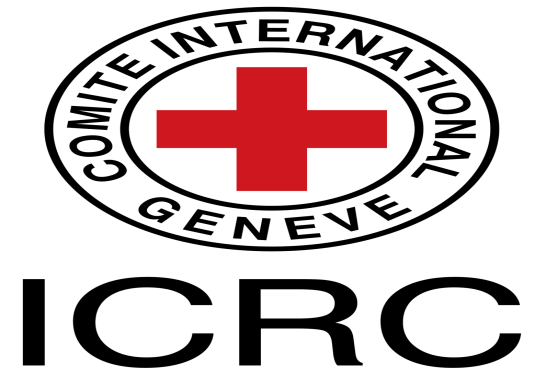 COMITE INTERNATIONAL
GENEVE
ICRC